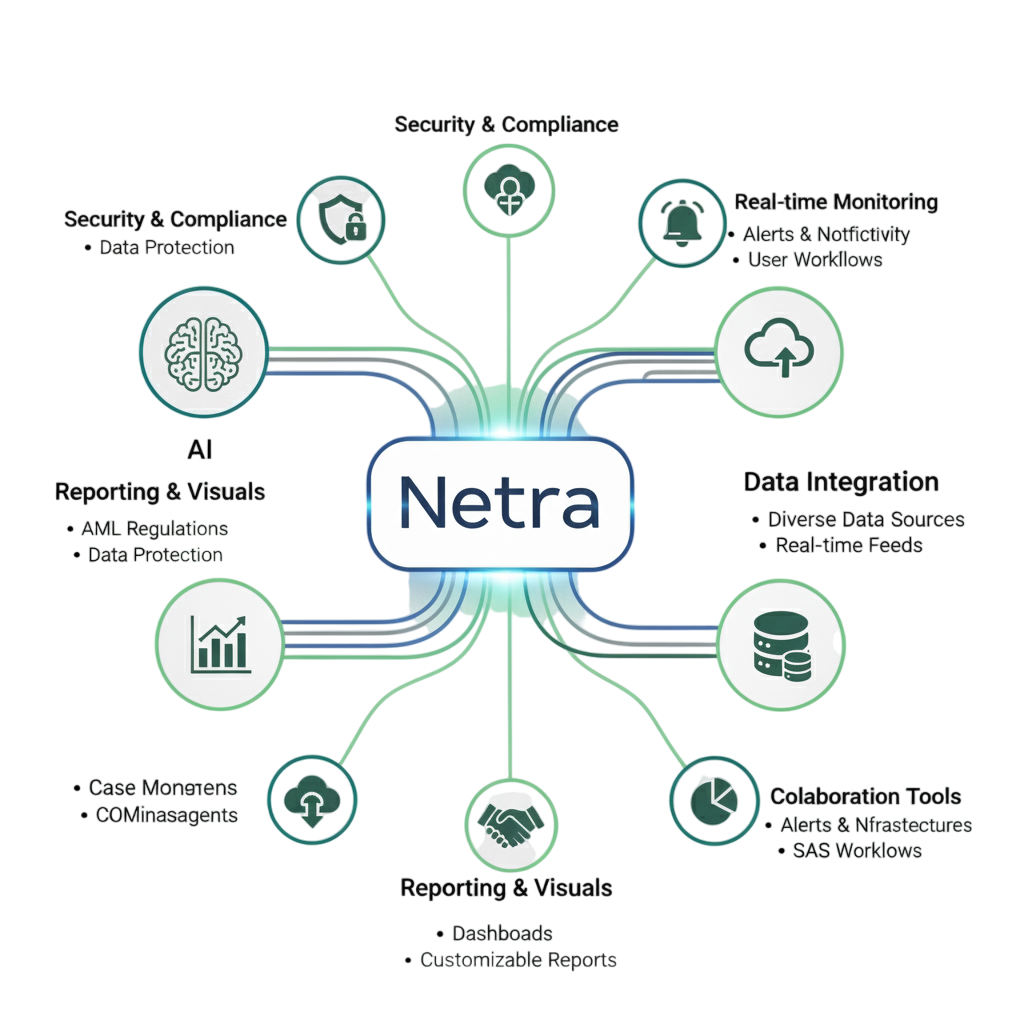 Security & Compliance
Security & Compliance
• Data Protection
Real-time Monitoring
• Alerts & Notfictivity
• User Workllows
AI
Reporting & Visuals
• AML Regulations
• Data Protection
Netra
Data Integration
• Diverse Data Sources
• Real-time Feeds
• Case Monarens
• COMinasagents
Colaboration Tools
• Alerts & Nfrastectures
• SAS Worklows
Reporting & Visuals
• Dashboads
• Customizable Reports